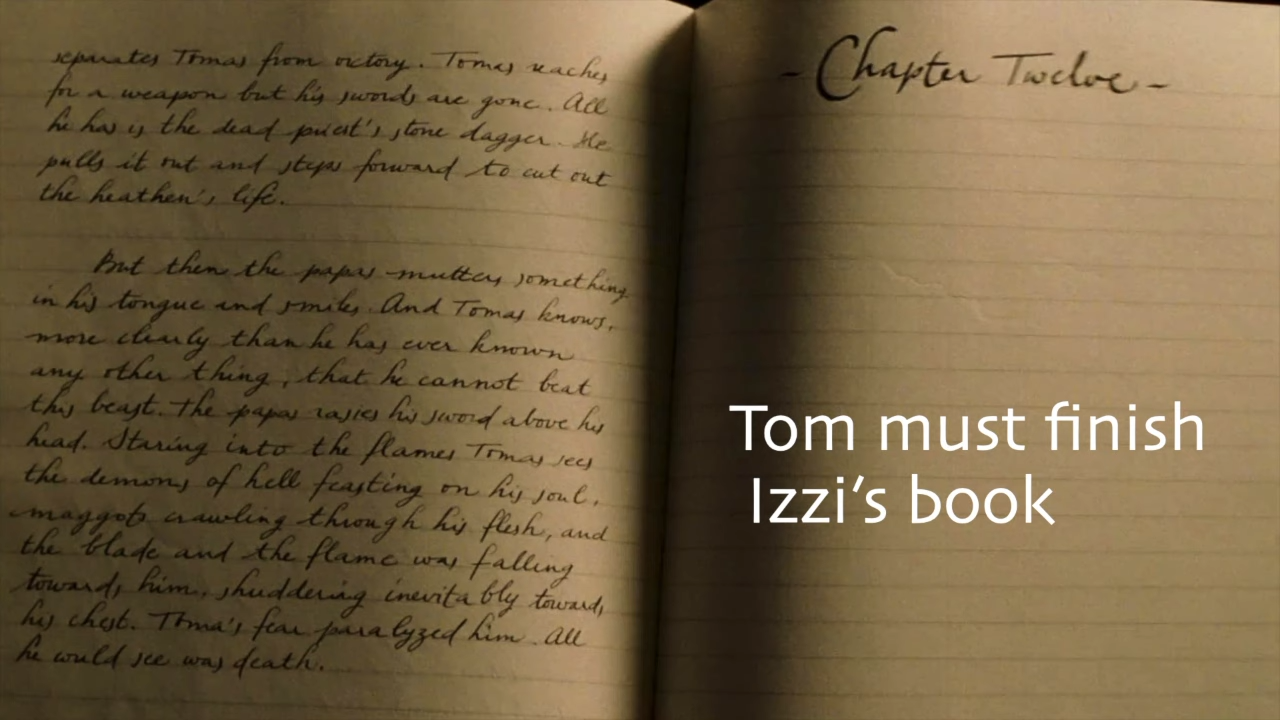 separates Tomas from victory. Tomas reaches
for a weapon but his swords are gone. All
he has is the dead priest's stone dagger. He
pulls it out and steps forward to cut out
the heathen's life.
But then the papas mutters something
in his tongue and smiles. And Tomas knows,
more clearly than he has ever known
any other thing, that he cannot beat
this beast. The papas rasies his sword above his
head. Staring into the flames Tomas sees
the demons of hell feasting on his soul,
maggots crawling through his flesh, and
the blade and the flame was falling
towards him, shuddering inevitably towards
his chest. Toma's fear paralyzed him. All
he would see was death.
- Chapter Twelve -
Tom must finish
Izzi's book